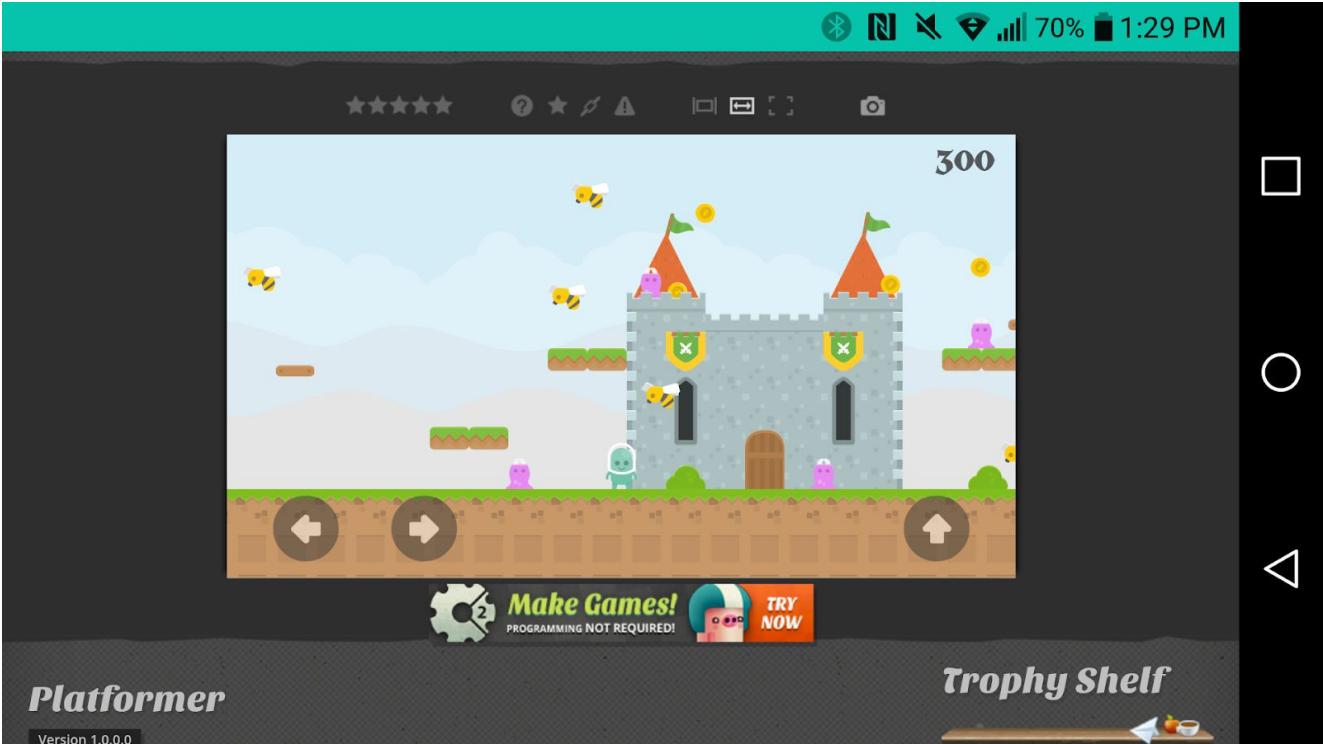 70% 1:29 PM
300
2 Make Games!
PROGRAMMING NOT REQUIRED!
TRY
NOW
Trophy Shelf
Platformer
Version 1.0.0.0